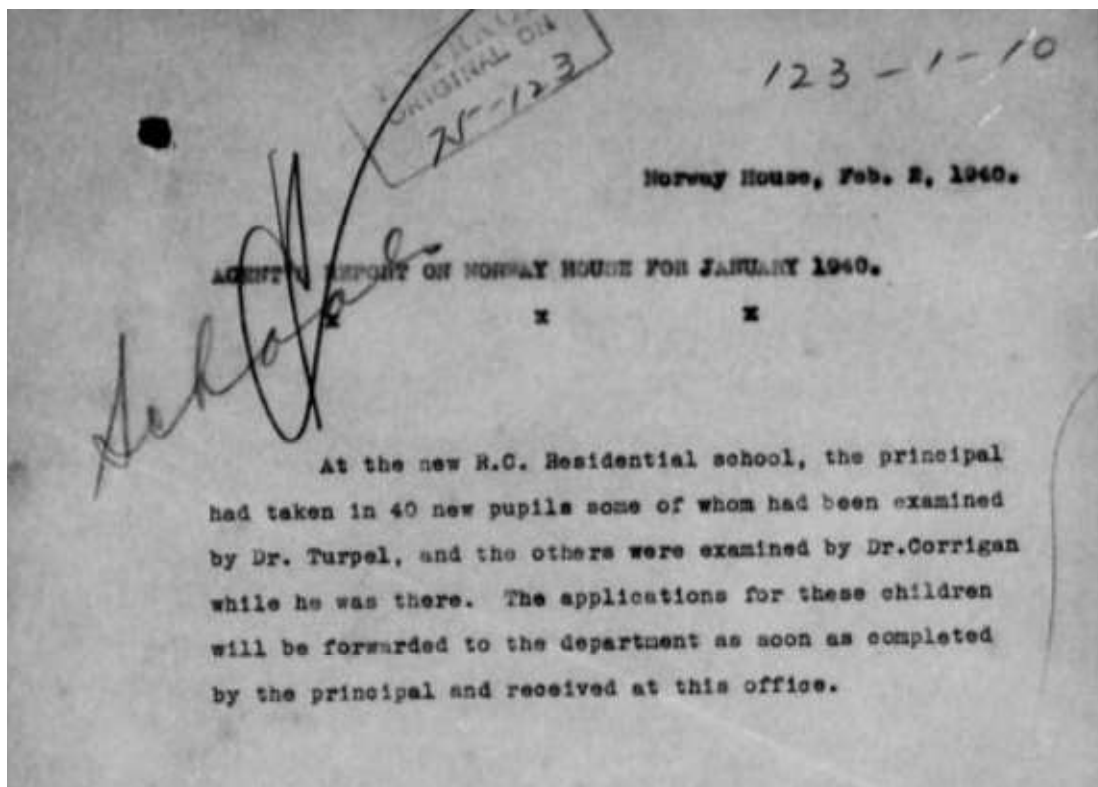 ORIGINAL ON
123-1-10
Norway House, Feb. 2, 1940.
AGENT'S REPORT ON NORWAY HOUSE FOR JANUARY 1940.
x x x
At the new R.C. Residential school, the principal
had taken in 40 new pupils some of whom had been examined
by Dr. Turpel, and the others were examined by Dr.Corrigan
while he was there. The applications for these children
will be forwarded to the department as soon as completed
by the principal and received at this office.